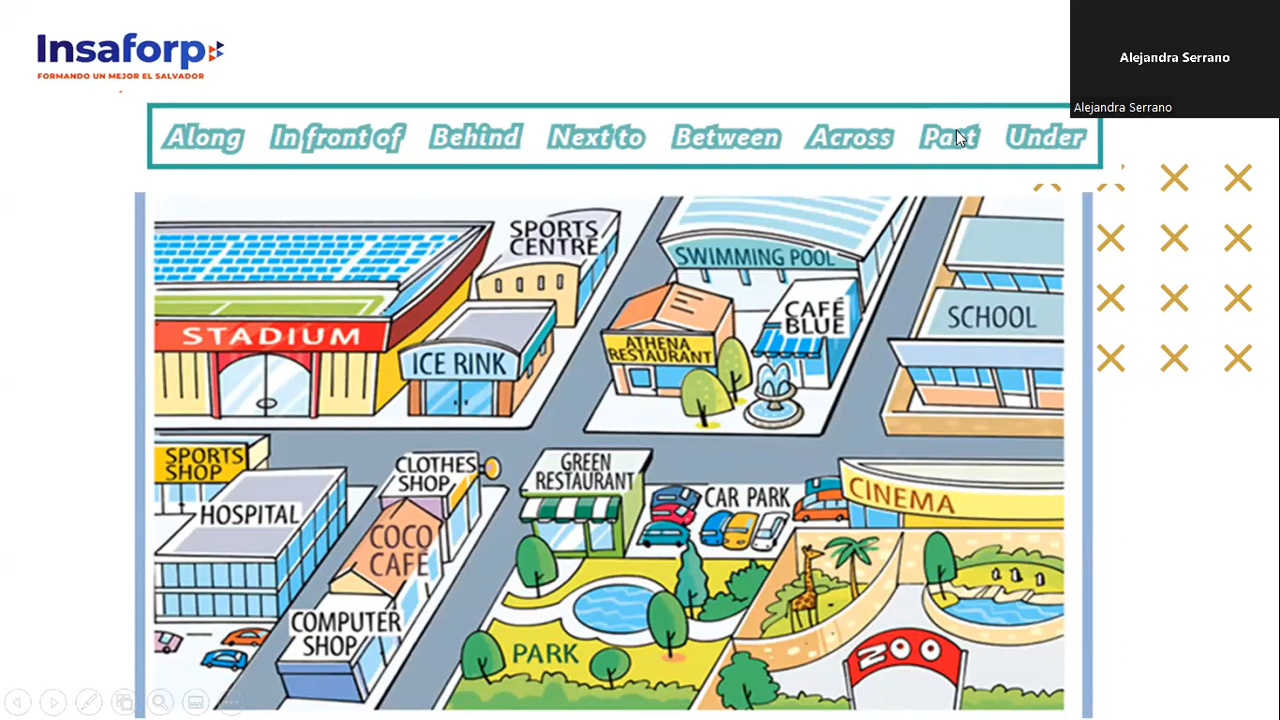 Insaforp
FORMANDO UN MEJOR EL SALVADOR
Alejandra Serrano
Alejandra Serrano
Along In front of Behind Next to Between Across Past Under
SPORTS
CENTRE
SWIMMING POOL
STADIUM
ICE RINK
ATHENA
RESTAURANT
CAFÉ
BLUE
SCHOOL
SPORTS
SHOP
HOSPITAL
CLOTHES
SHOP
COCO
CAFÉ
COMPUTER
SHOP
GREEN
RESTAURANT
CAR PARK
CINEMA
PARK
ZOO